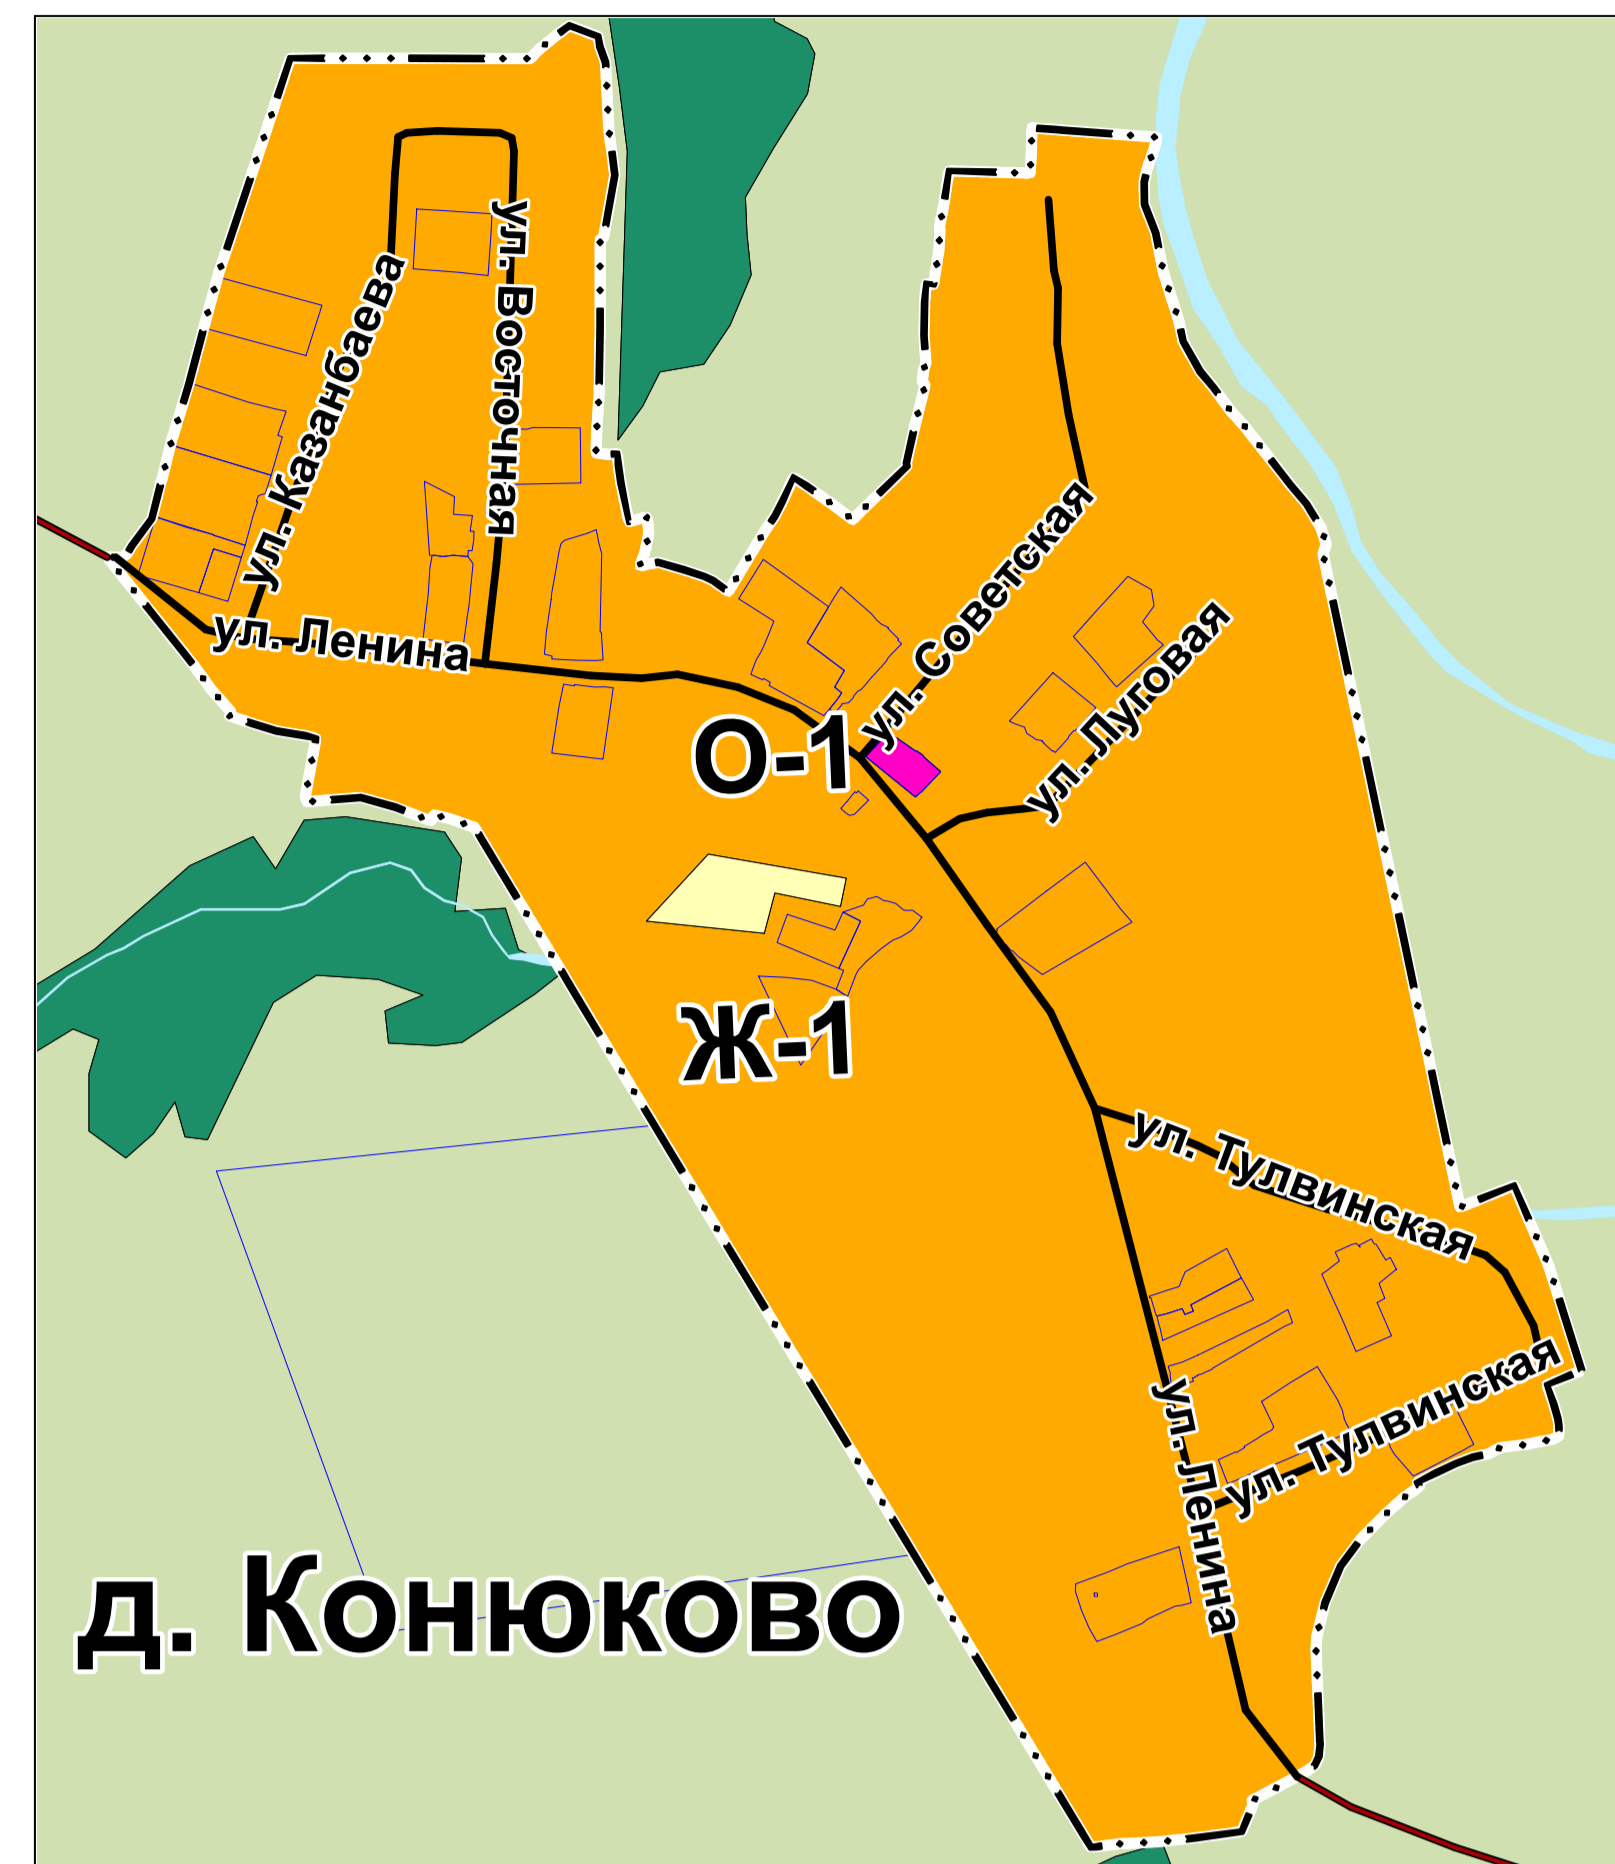 ул. Восточная
ул. Казанбаева
ул. Советская
ул. Ленина
ул. Луговая
О-1
Ж-1
ул. Тулвинская
ул. Тулвинская
ул. Ленина
д. Конюково